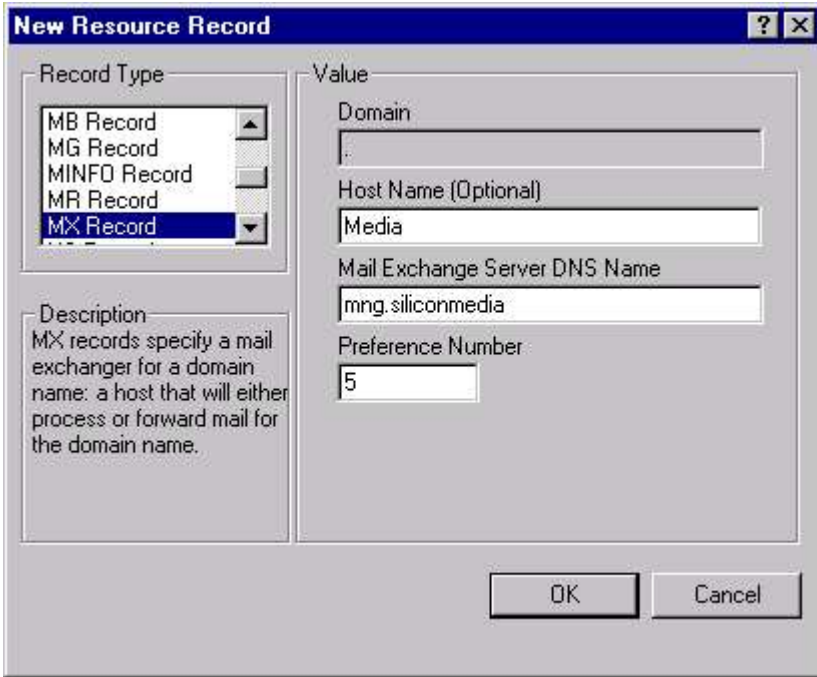 New Resource Record
Record Type
MB Record
MG Record
MINFO Record
MR Record
MX Record
Description
MX records specify a mail
exchanger for a domain
name: a host that will either
process or forward mail for
the domain name.
Value
Domain
.
Host Name (Optional)
Media
Mail Exchange Server DNS Name
mng.siliconmedia
Preference Number
5
OK
Cancel